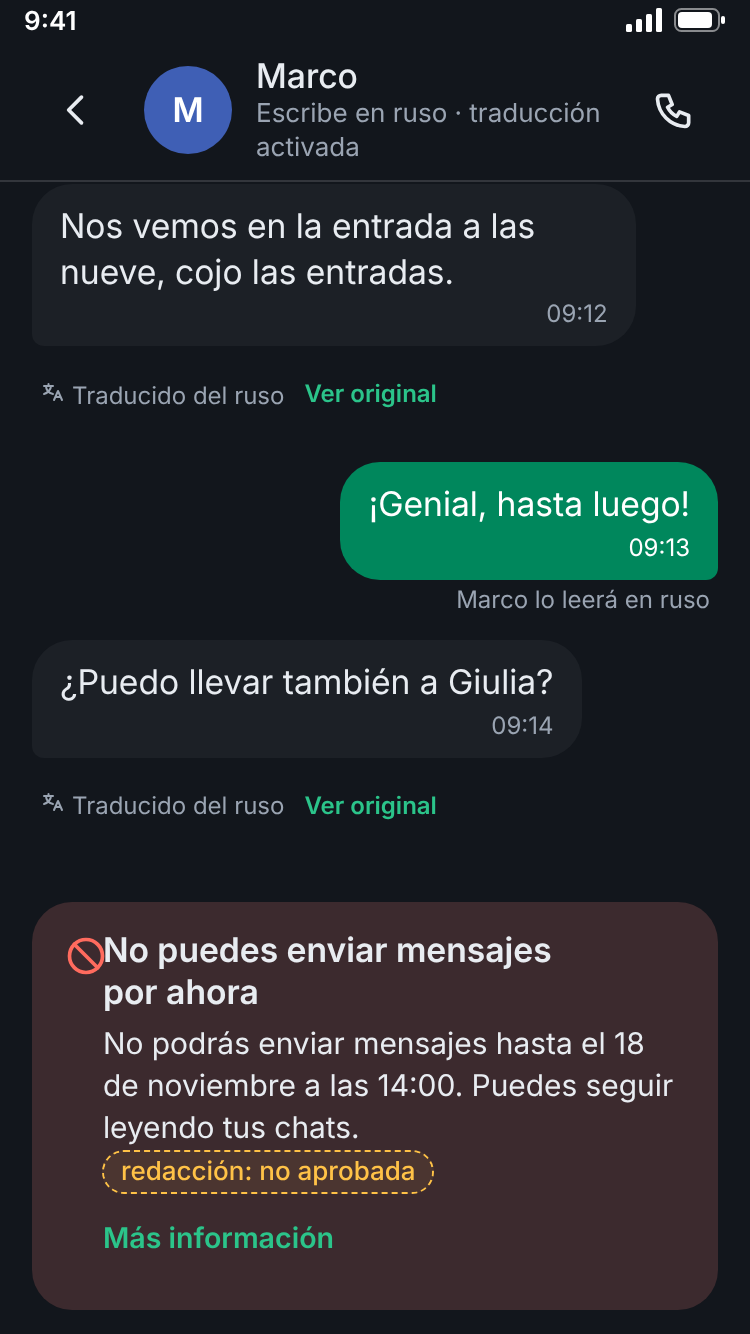 9:41
M
Marco
Escribe en ruso · traducción
activada
Nos vemos en la entrada a las
nueve, cojo las entradas.
09:12
Traducido del ruso Ver original
¡Genial, hasta luego!
09:13
Marco lo leerá en ruso
¿Puedo llevar también a Giulia?
09:14
Traducido del ruso Ver original
No puedes enviar mensajes
por ahora
No podrás enviar mensajes hasta el 18
de noviembre a las 14:00. Puedes seguir
leyendo tus chats.
redacción: no aprobada
Más información